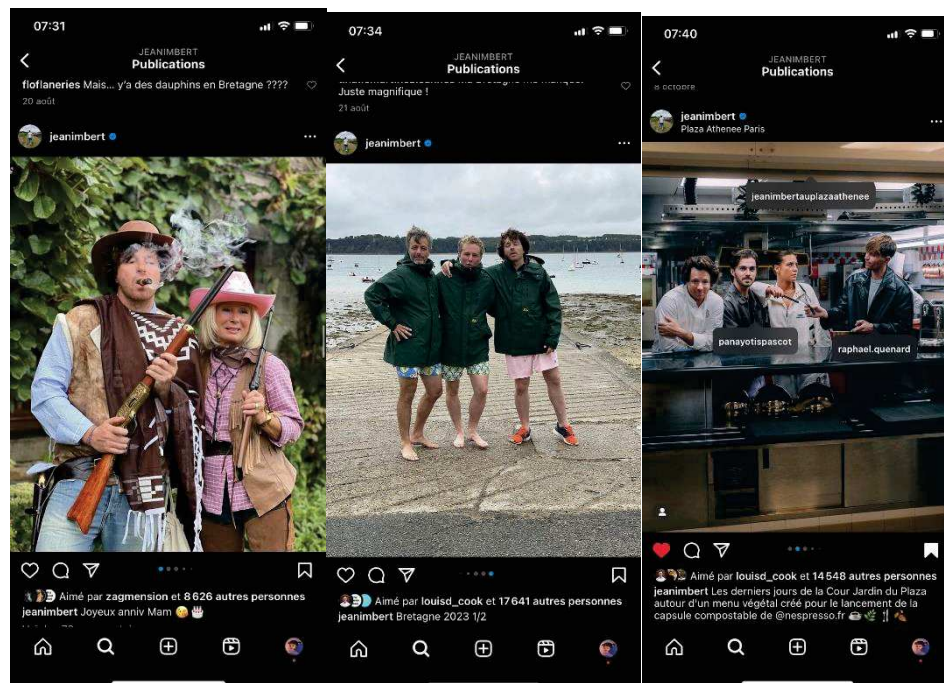 07:31
JEANIMBERT
Publications
floflaneries Mais... y'a des dauphins en Bretagne ????
20 août
jeanimbert
Aimé par zagmension et 8 626 autres personnes
jeanimbert Joyeux anniv Mam
07:34
JEANIMBERT
Publications
Juste magnifique !
21 août
jeanimbert
Aimé par louisd_cook et 17 641 autres personnes
jeanimbert Bretagne 2023 1/2
07:40
JEANIMBERT
Publications
8 octobre
jeanimbert
Plaza Athenee Paris
jeanimbertauplazaathenee
panayotispascot
raphael.quenard
Aimé par louisd_cook et 14 548 autres personnes
jeanimbert Les derniers jours de la Cour Jardin du Plaza
autour d'un menu végétal créé pour le lancement de la
capsule compostable de @nespresso.fr